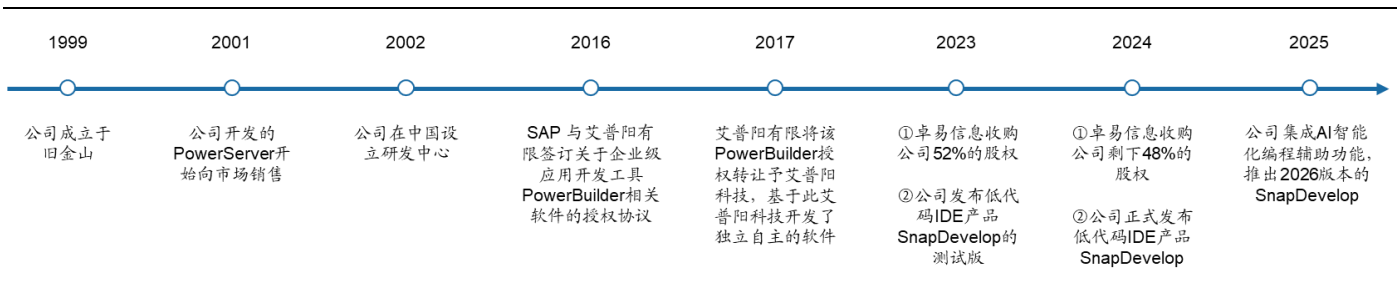 1999
2001
2002
2016
2017
2023
2024
2025
公司成立于
旧金山
公司开发的
PowerServer开
始向市场销售
公司在中国设
立研发中心
SAP 与艾普阳有
限签订关于企业级
应用开发工具
PowerBuilder相关
软件的授权协议
艾普阳有限将该
PowerBuilder授
权转让予艾普阳
科技，基于此艾
普阳科技开发了
独立自主的软件
①卓易信息收购
公司52%的股权
②公司发布低代
码IDE产品
SnapDevelop的
测试版
①卓易信息收购
公司剩下48%的
股权
②公司正式发布
低代码IDE产品
SnapDevelop
公司集成AI智能
化编程辅助功能，
推出2026版本的
SnapDevelop